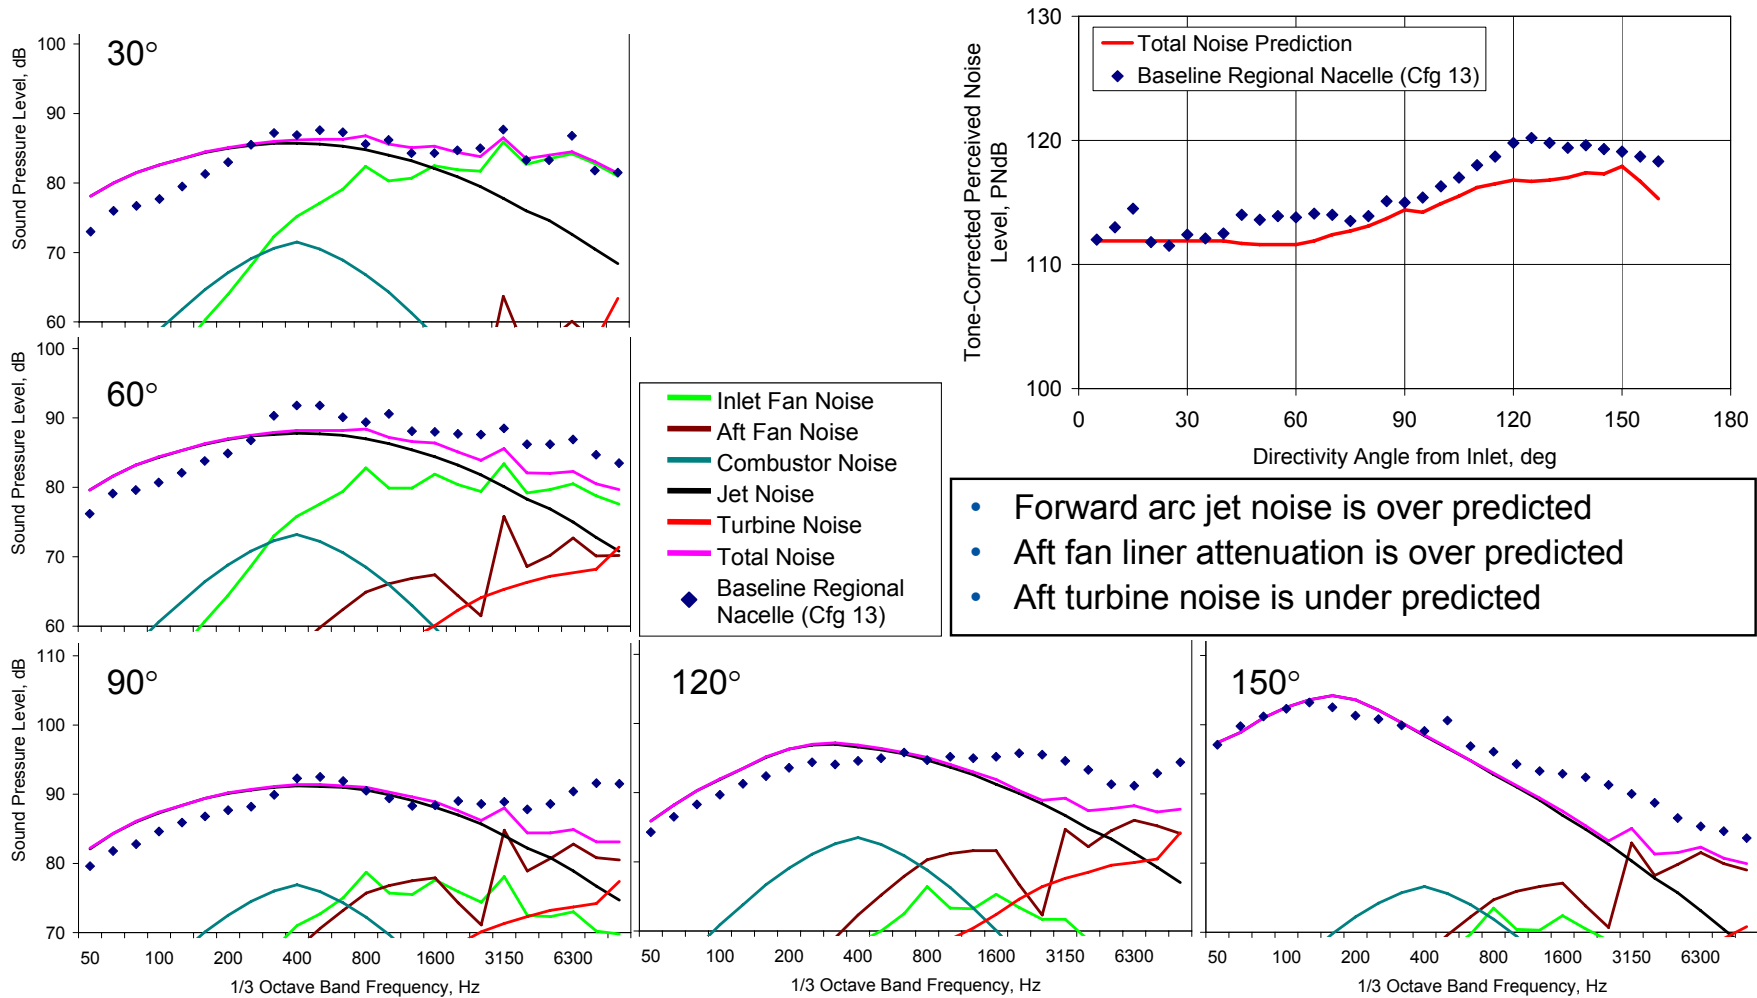 30°
Sound Pressure Level, dB
100
90
80
70
60
130
120
110
100
Tone-Corrected Perceived Noise
Level, PNdB
Total Noise Prediction
Baseline Regional Nacelle (Cfg 13)
0
30
60
90
120
150
180
Directivity Angle from Inlet, deg
60°
Sound Pressure Level, dB
100
90
80
70
60
Inlet Fan Noise
Aft Fan Noise
Combustor Noise
Jet Noise
Turbine Noise
Total Noise
Baseline Regional
Nacelle (Cfg 13)
• Forward arc jet noise is over predicted
• Aft fan liner attenuation is over predicted
• Aft turbine noise is under predicted
90°
Sound Pressure Level, dB
110
100
90
80
70
50 100 200 400 800 1600 3150 6300
1/3 Octave Band Frequency, Hz
120°
50 100 200 400 800 1600 3150 6300
1/3 Octave Band Frequency, Hz
150°
50 100 200 400 800 1600 3150 6300
1/3 Octave Band Frequency, Hz